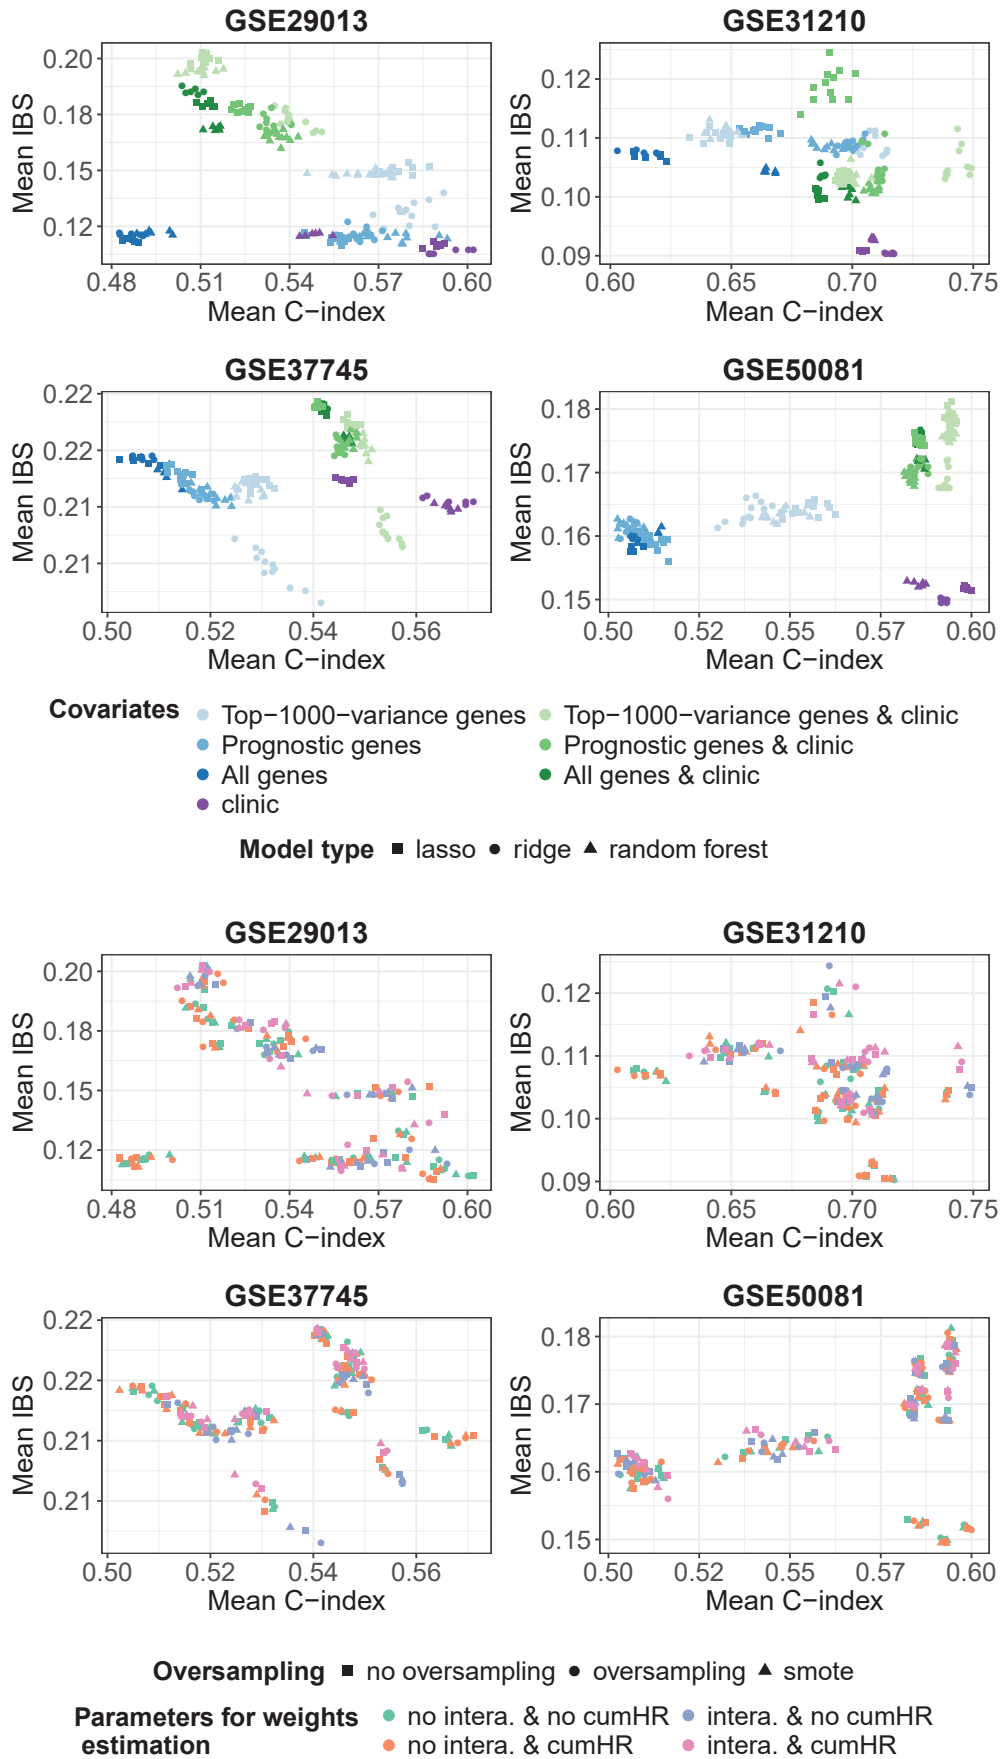 GSE29013
GSE31210
Mean IBS
0.20
0.18
0.15
0.12
0.48 0.51 0.54 0.57 0.60
Mean C−index
Mean IBS
0.12
0.11
0.10
0.09
0.60 0.65 0.70 0.75
Mean C−index
GSE37745
GSE50081
Mean IBS
0.22
0.22
0.21
0.21
0.50 0.52 0.54 0.56
Mean C−index
Mean IBS
0.18
0.17
0.16
0.15
0.50 0.52 0.55 0.57 0.60
Mean C−index
Covariates
Top−1000−variance genes
Prognostic genes
All genes
clinic
Top−1000−variance genes & clinic
Prognostic genes & clinic
All genes & clinic
Model type lasso ridge random forest
GSE29013
GSE31210
Mean IBS
0.20
0.18
0.15
0.12
0.48 0.51 0.54 0.57 0.60
Mean C−index
Mean IBS
0.12
0.11
0.10
0.09
0.60 0.65 0.70 0.75
Mean C−index
GSE37745
GSE50081
Mean IBS
0.22
0.22
0.21
0.21
0.50 0.52 0.54 0.56
Mean C−index
Mean IBS
0.18
0.17
0.16
0.15
0.50 0.52 0.55 0.57 0.60
Mean C−index
Oversampling no oversampling oversampling smote
Parameters for weights
estimation
no intera. & no cumHR
no intera. & cumHR
intera. & no cumHR
intera. & cumHR